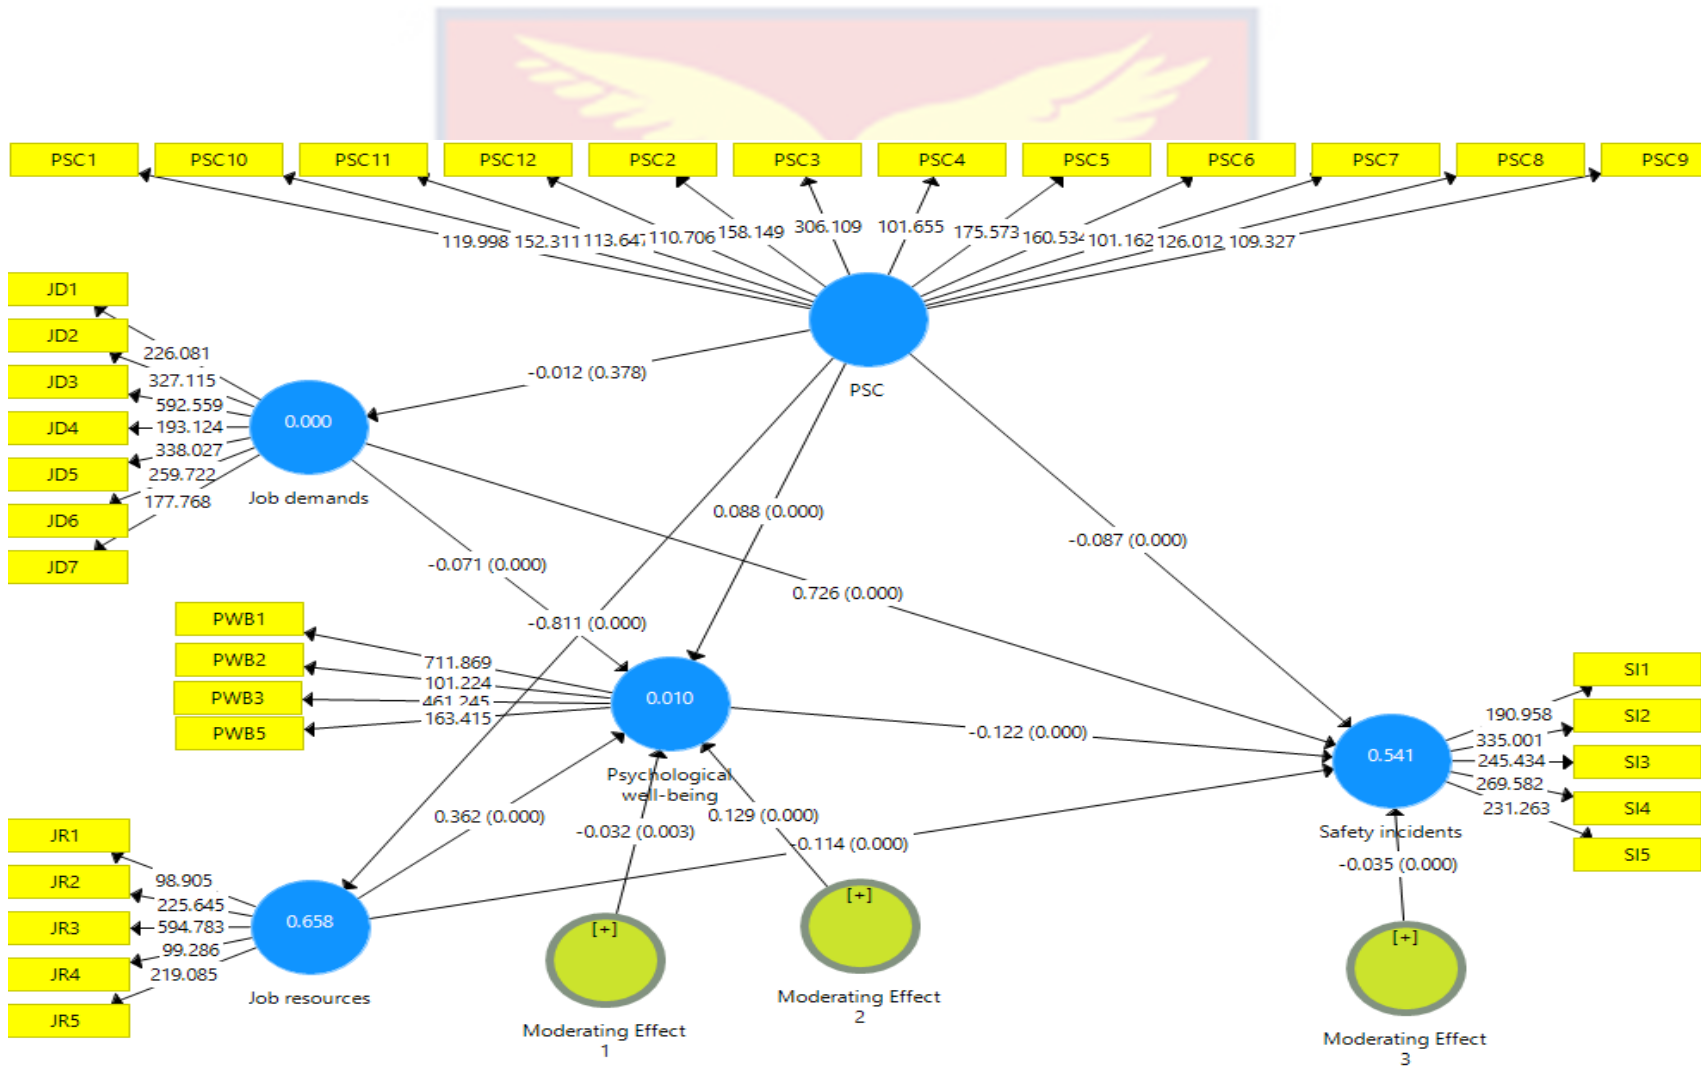 PSC1 PSC10 PSC11 PSC12 PSC2 PSC3 PSC4 PSC5 PSC6 PSC7 PSC8 PSC9
119.998 152.311 113.647 110.706 158.149 306.109 101.655 175.573 160.534 101.162 126.012 109.327
PSC
JD1
JD2
JD3
JD4
JD5
JD6
JD7
226.081
327.115
592.559
193.124
338.027
259.722
177.768
0.000
Job demands
-0.012 (0.378)
0.088 (0.000)
-0.087 (0.000)
-0.071 (0.000)
0.726 (0.000)
-0.811 (0.000)
PWB1
PWB2
PWB3
PWB5
711.869
101.224
461.245
163.415
0.010
Psychological
well-being
-0.122 (0.000)
SI1
SI2
SI3
SI4
SI5
190.958
335.001
245.434
269.582
231.263
0.541
Safety incidents
0.362 (0.000)
-0.032 (0.003)
0.129 (0.000)
-0.114 (0.000)
-0.035 (0.000)
JR1
JR2
JR3
JR4
JR5
98.905
225.645
594.783
99.286
219.085
0.658
Job resources
[+]
Moderating Effect
1
[+]
Moderating Effect
2
[+]
Moderating Effect
3